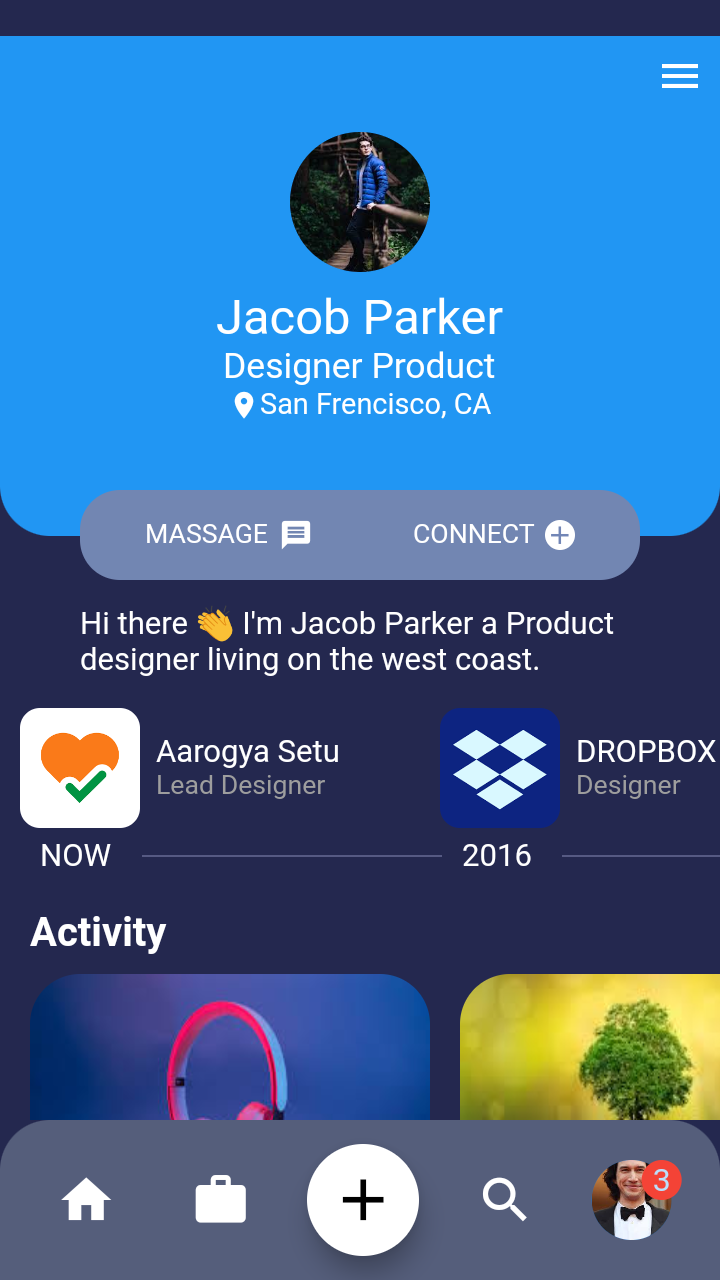 Jacob Parker
Designer Product
San Frencisco, CA
MASSAGE
CONNECT
Hi there 👏 I'm Jacob Parker a Product
designer living on the west coast.
Aarogya Setu
Lead Designer
DROPBOX
Designer
NOW
2016
Activity
3